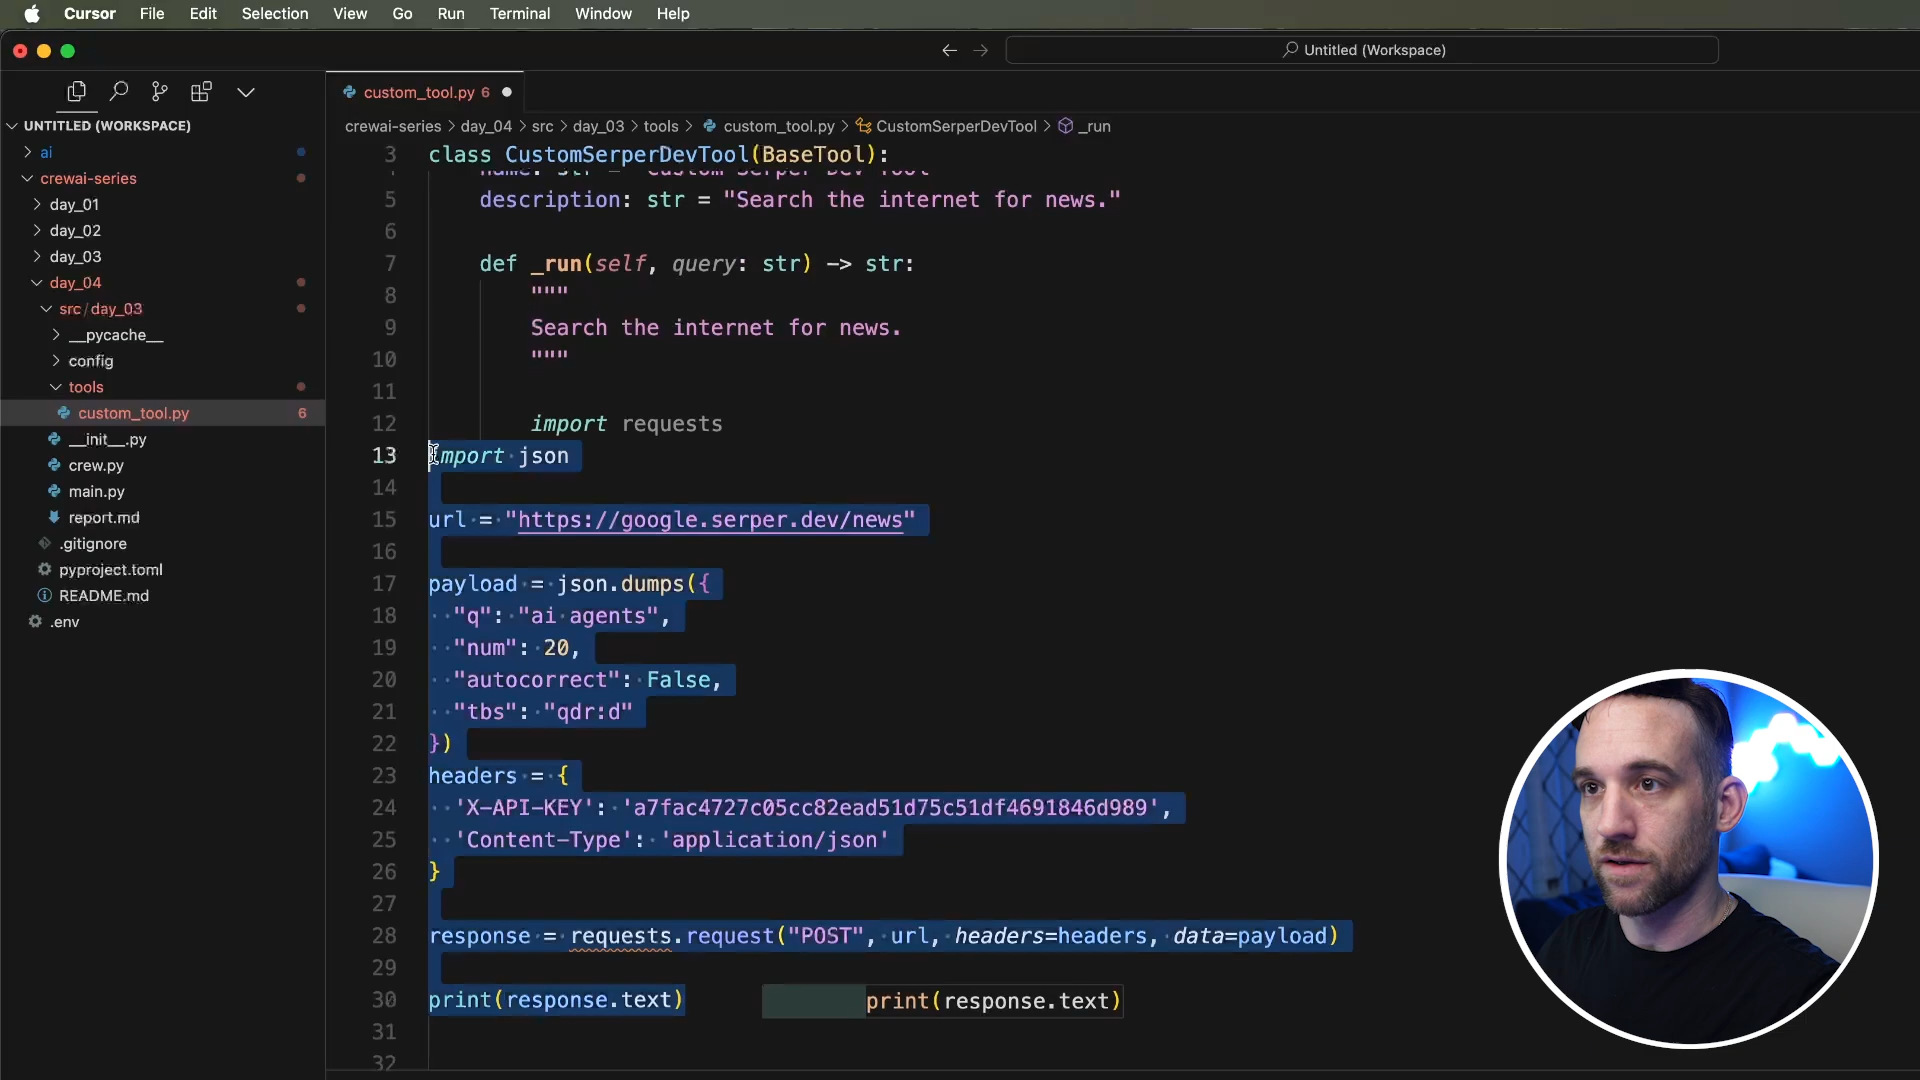 Cursor File Edit Selection View Go Run Terminal Window Help
Untitled (Workspace)
custom_tool.py 6
UNTITLED (WORKSPACE)
ai
crewai-series
day_01
day_02
day_03
day_04
src/day_03
__pycache__
config
tools
custom_tool.py 6
__init__.py
crew.py
main.py
report.md
.gitignore
pyproject.toml
README.md
.env
crewai-series > day_04 > src > day_03 > tools > custom_tool.py > CustomSerperDevTool > _run
3 class CustomSerperDevTool(BaseTool):
4 name: str = "Custom Serper Dev Tool"
5 description: str = "Search the internet for news."
6
7 def _run(self, query: str) -> str:
8 """
9 Search the internet for news.
10 """
11
12 import requests
13 import json
14
15 url = "https://google.serper.dev/news"
16
17 payload = json.dumps({
18 "q": "ai agents",
19 "num": 20,
20 "autocorrect": False,
21 "tbs": "qdr:d"
22 })
23 headers = {
24 'X-API-KEY': 'a7fac4727c05cc82ead51d75c51df4691846d989',
25 'Content-Type': 'application/json'
26 }
27
28 response = requests.request("POST", url, headers=headers, data=payload)
29
30 print(response.text) print(response.text)
31
32